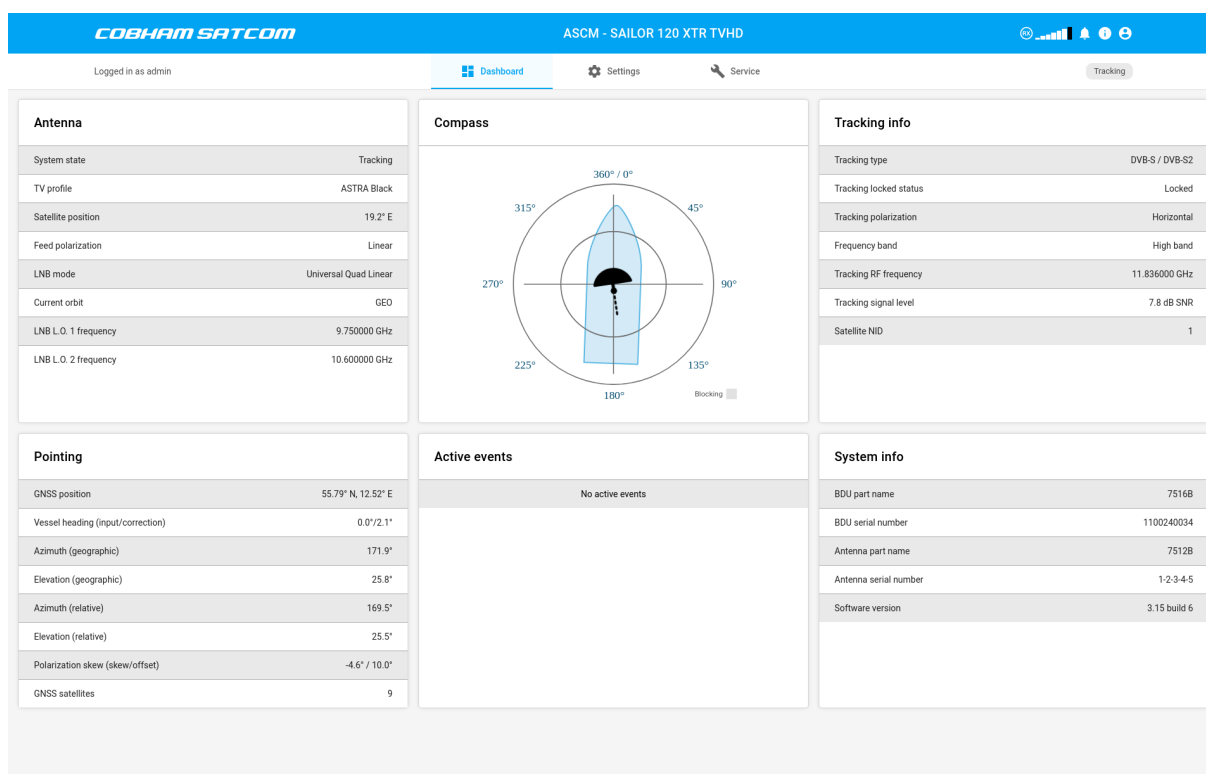 COBHAM SATCOM
ASCM - SAILOR 120 XTR TVHD
RX
Logged in as admin
Dashboard
Settings
Service
Tracking
Antenna
System state Tracking
TV profile ASTRA Black
Satellite position 19.2° E
Feed polarization Linear
LNB mode Universal Quad Linear
Current orbit GEO
LNB L.O. 1 frequency 9.750000 GHz
LNB L.O. 2 frequency 10.600000 GHz
Compass
360° / 0°
315° 45°
270° 90°
225° 135°
180°
Blocking
Tracking info
Tracking type DVB-S / DVB-S2
Tracking locked status Locked
Tracking polarization Horizontal
Frequency band High band
Tracking RF frequency 11.836000 GHz
Tracking signal level 7.8 dB SNR
Satellite NID 1
Pointing
GNSS position 55.79° N, 12.52° E
Vessel heading (input/correction) 0.0°/2.1°
Azimuth (geographic) 171.9°
Elevation (geographic) 25.8°
Azimuth (relative) 169.5°
Elevation (relative) 25.5°
Polarization skew (skew/offset) -4.6° / 10.0°
GNSS satellites 9
Active events
No active events
System info
BDU part name 7516B
BDU serial number 1100240034
Antenna part name 7512B
Antenna serial number 1-2-3-4-5
Software version 3.15 build 6